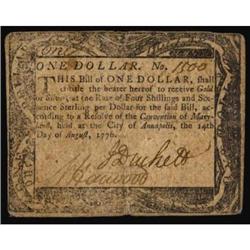 One
ONE DOLLAR. No. 1500
THIS Bill of ONE DOLLAR, shall
entitle the bearer hereof to receive Gold
or Silver, at the Rate of Four Shillings and Six-
pence Sterling per Dollar for the said Bill, ac-
cording to a Resolve of the Convention of Mary-
land, held at the City of Annapolis, the 14th
Day of August, 1776.
J Duckett
Harwood